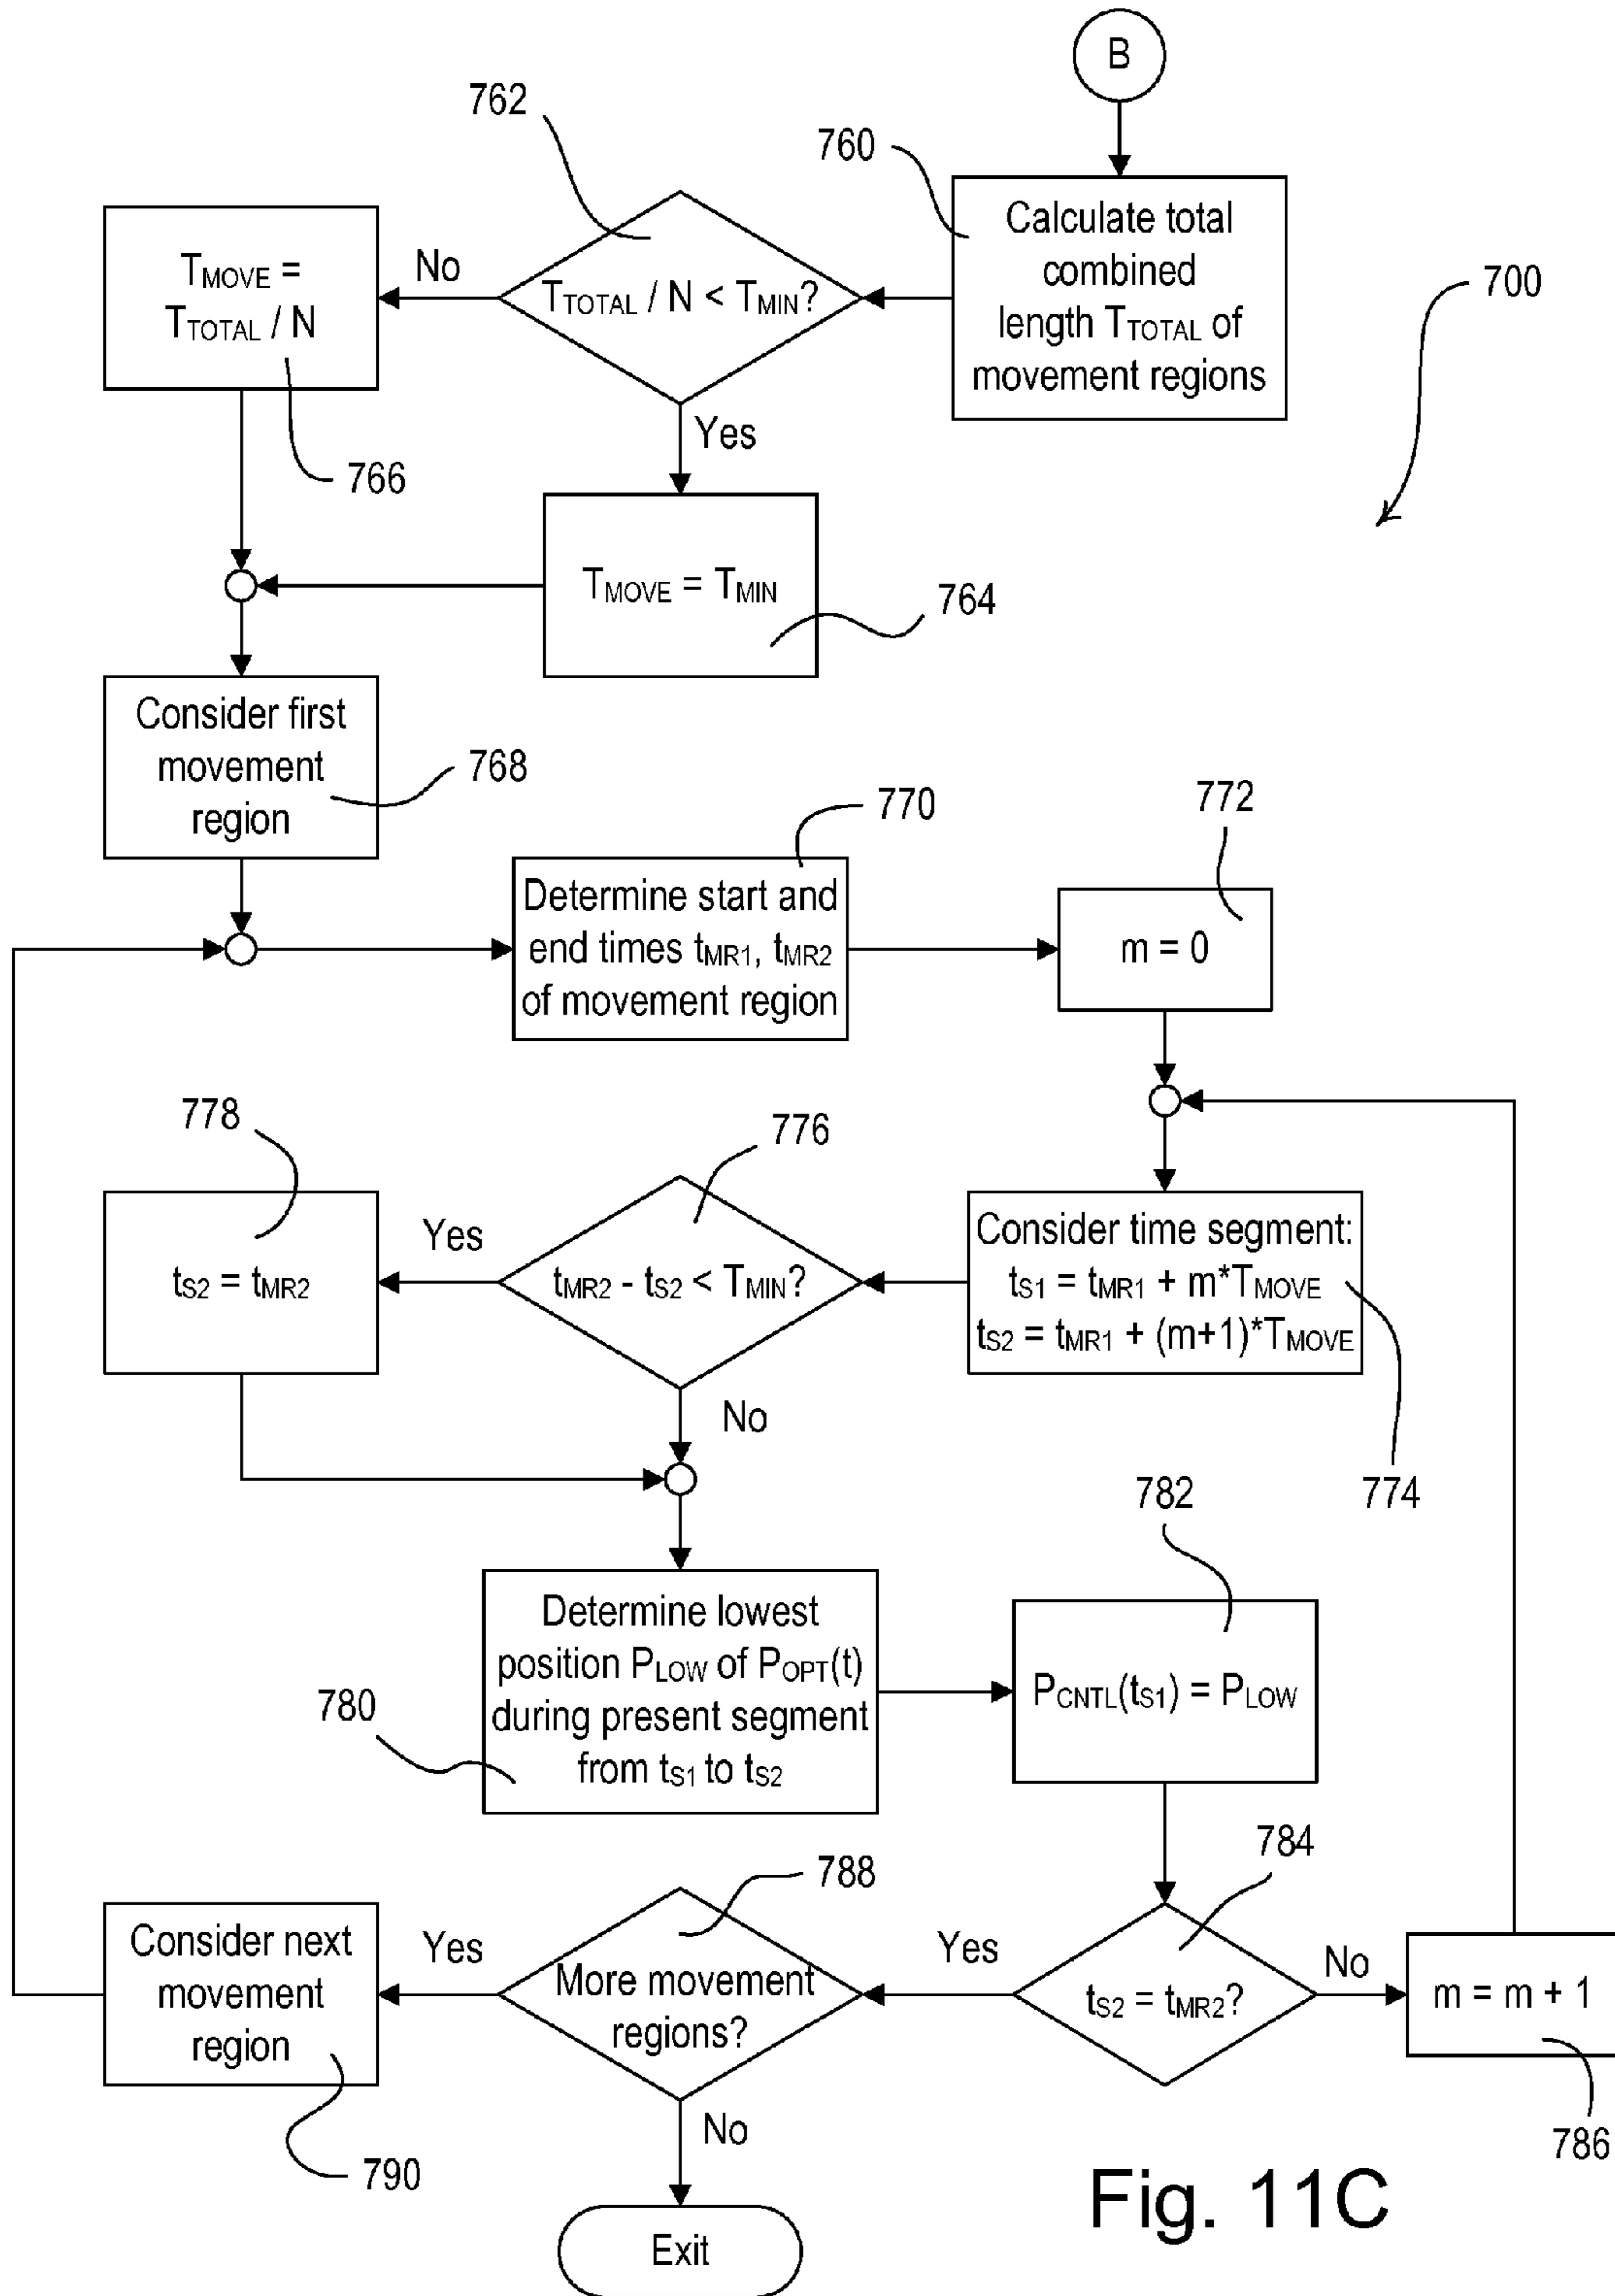 B
762
760
Calculate total
combined
length TTOTAL of
movement regions
700
TMOVE =
TTOTAL / N
No
TTOTAL / N < TMIN?
Yes
766
TMOVE = TMIN
764
Consider first
movement
region
768
770
772
Determine start and
end times tMR1, tMR2
of movement region
m = 0
778
776
tS2 = tMR2
Yes
tMR2 - tS2 < TMIN?
No
Consider time segment:
tS1 = tMR1 + m*TMOVE
tS2 = tMR1 + (m+1)*TMOVE
774
782
Determine lowest
position PLOW of POPT(t)
during present segment
from tS1 to tS2
780
PCNTL(tS1) = PLOW
784
788
Consider next
movement
region
Yes
More movement
regions?
Yes
tS2 = tMR2?
No
m = m + 1
786
790
No
Exit
Fig. 11C